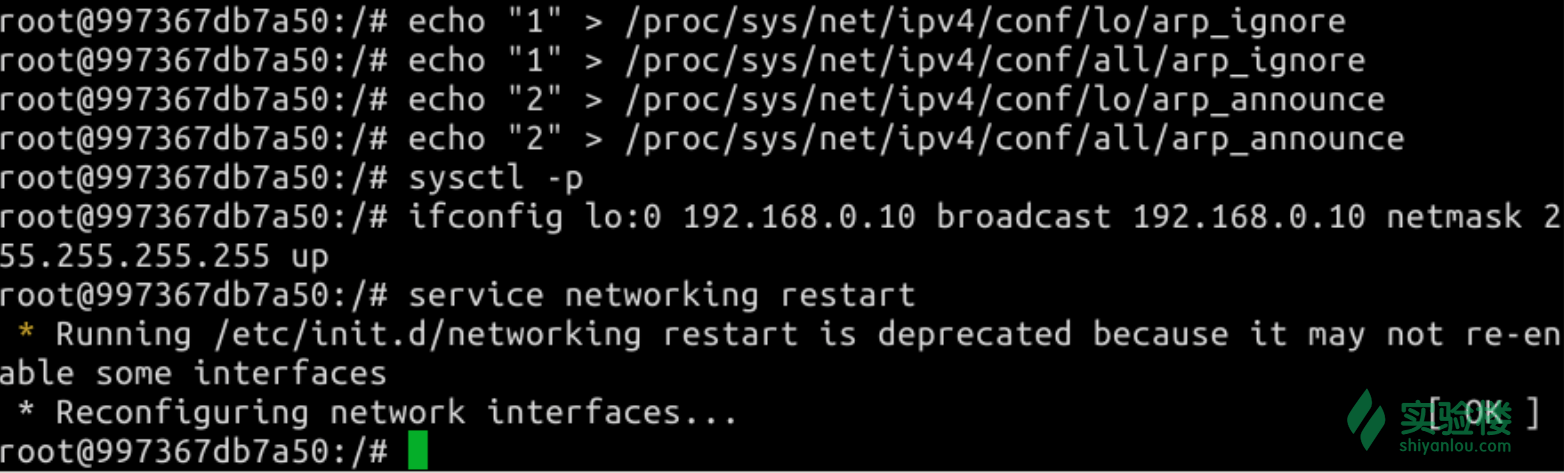 root@997367db7a50:/# echo "1" > /proc/sys/net/ipv4/conf/lo/arp_ignore
root@997367db7a50:/# echo "1" > /proc/sys/net/ipv4/conf/all/arp_ignore
root@997367db7a50:/# echo "2" > /proc/sys/net/ipv4/conf/lo/arp_announce
root@997367db7a50:/# echo "2" > /proc/sys/net/ipv4/conf/all/arp_announce
root@997367db7a50:/# sysctl -p
root@997367db7a50:/# ifconfig lo:0 192.168.0.10 broadcast 192.168.0.10 netmask 2
55.255.255.255 up
root@997367db7a50:/# service networking restart
 * Running /etc/init.d/networking restart is deprecated because it may not re-en
able some interfaces
 * Reconfiguring network interfaces... [ OK ]
root@997367db7a50:/#
实验楼
shiyanlou.com